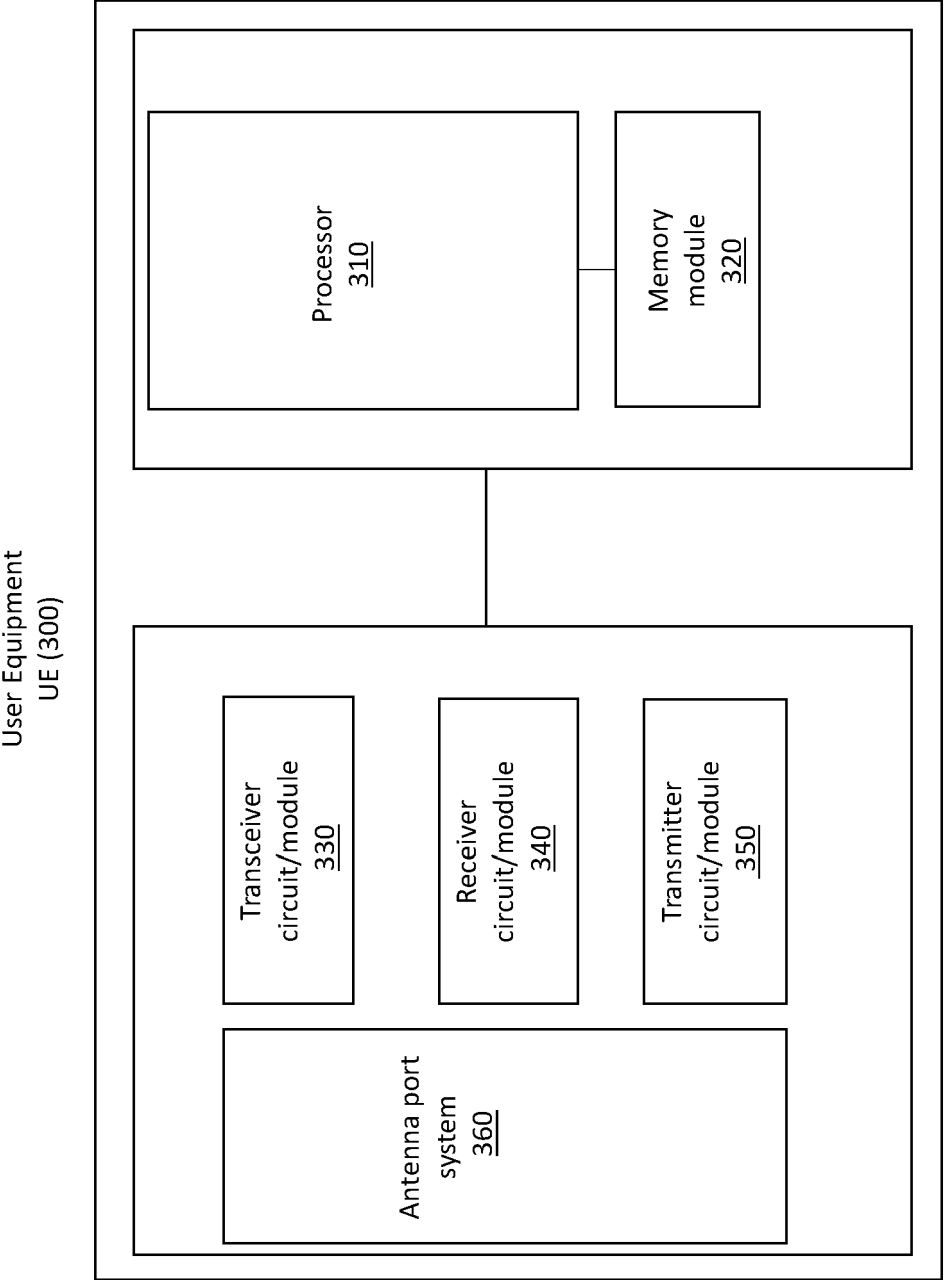 User Equipment
UE (300)
Antenna port
system
360
Transceiver
circuit/module
330
Receiver
circuit/module
340
Transmitter
circuit/module
350
Processor
310
Memory
module
320